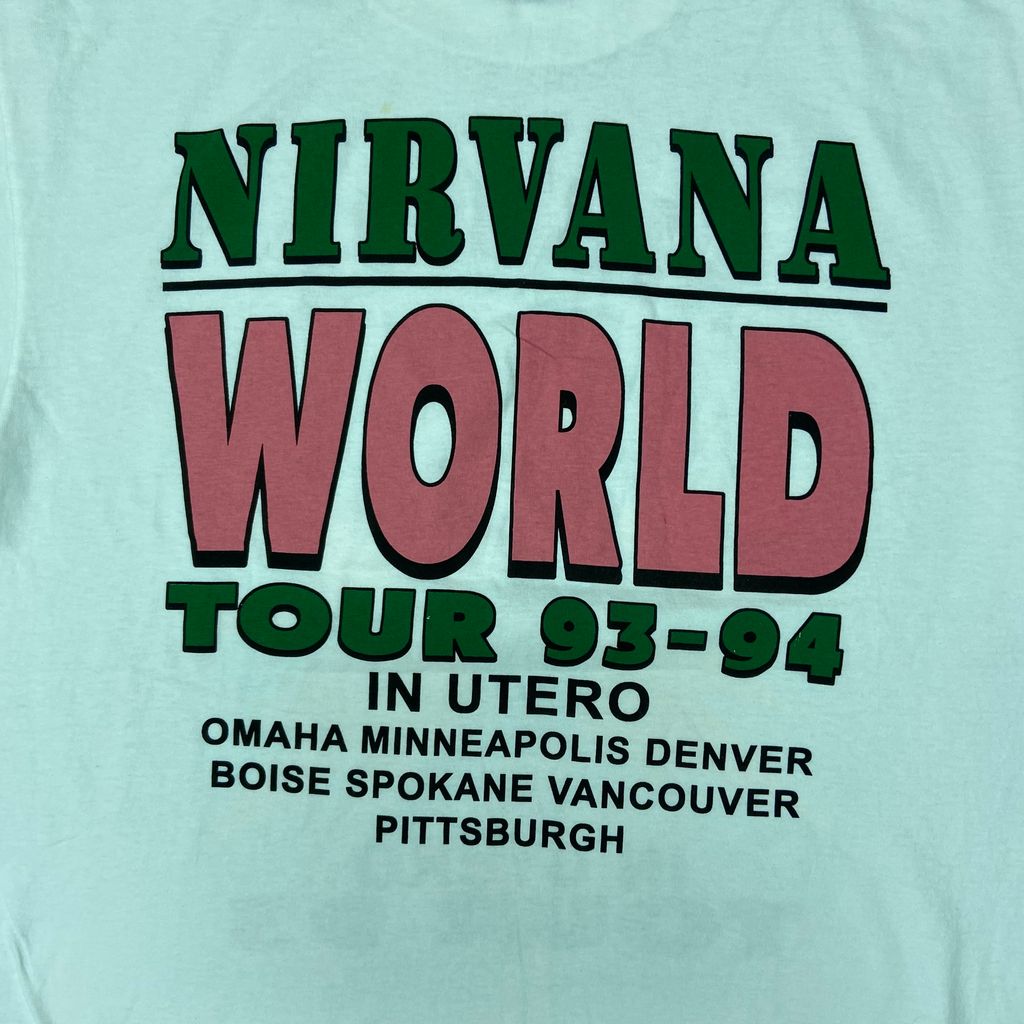 NIRVANA
WORLD
TOUR 93-94
IN UTERO
OMAHA MINNEAPOLIS DENVER
BOISE SPOKANE VANCOUVER
PITTSBURGH